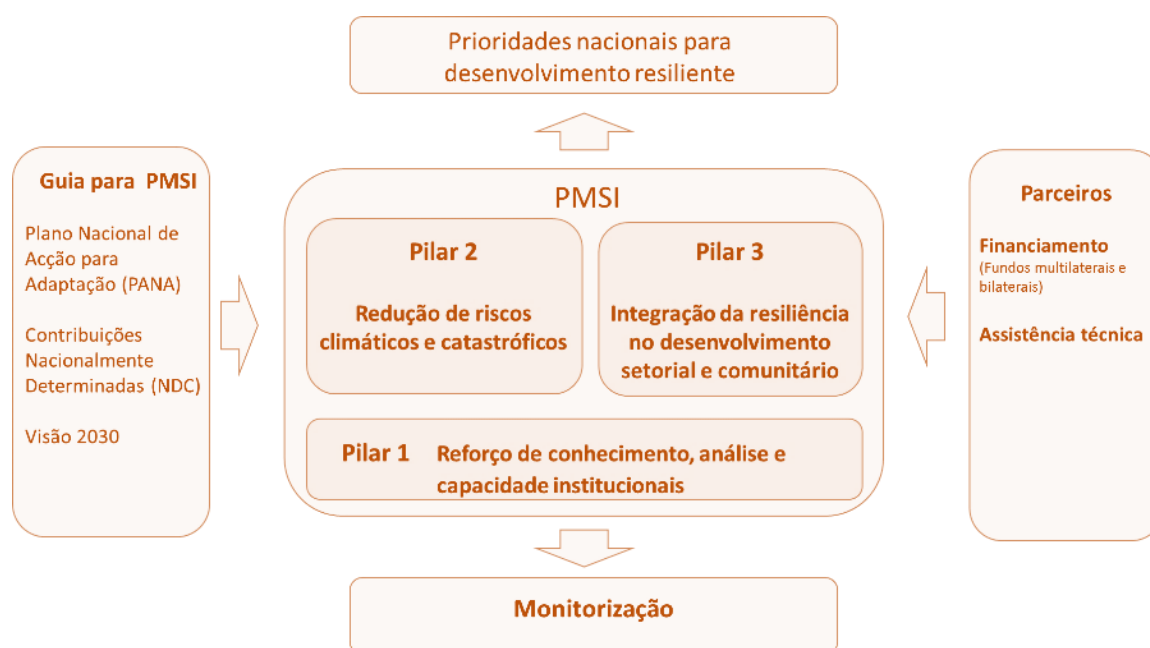 Prioridades nacionais para
desenvolvimento resiliente
Guia para PMSI
Plano Nacional de
Acção para
Adaptação (PANA)
Contribuições
Nacionalmente
Determinadas (NDC)
Visão 2030
PMSI
Pilar 2
Redução de riscos
climáticos e catastróficos
Pilar 3
Integração da resiliência
no desenvolvimento
setorial e comunitário
Pilar 1 Reforço de conhecimento, análise e
capacidade institucionais
Parceiros
Financiamento
(Fundos multilaterais e
bilaterais)
Assistência técnica
Monitorização